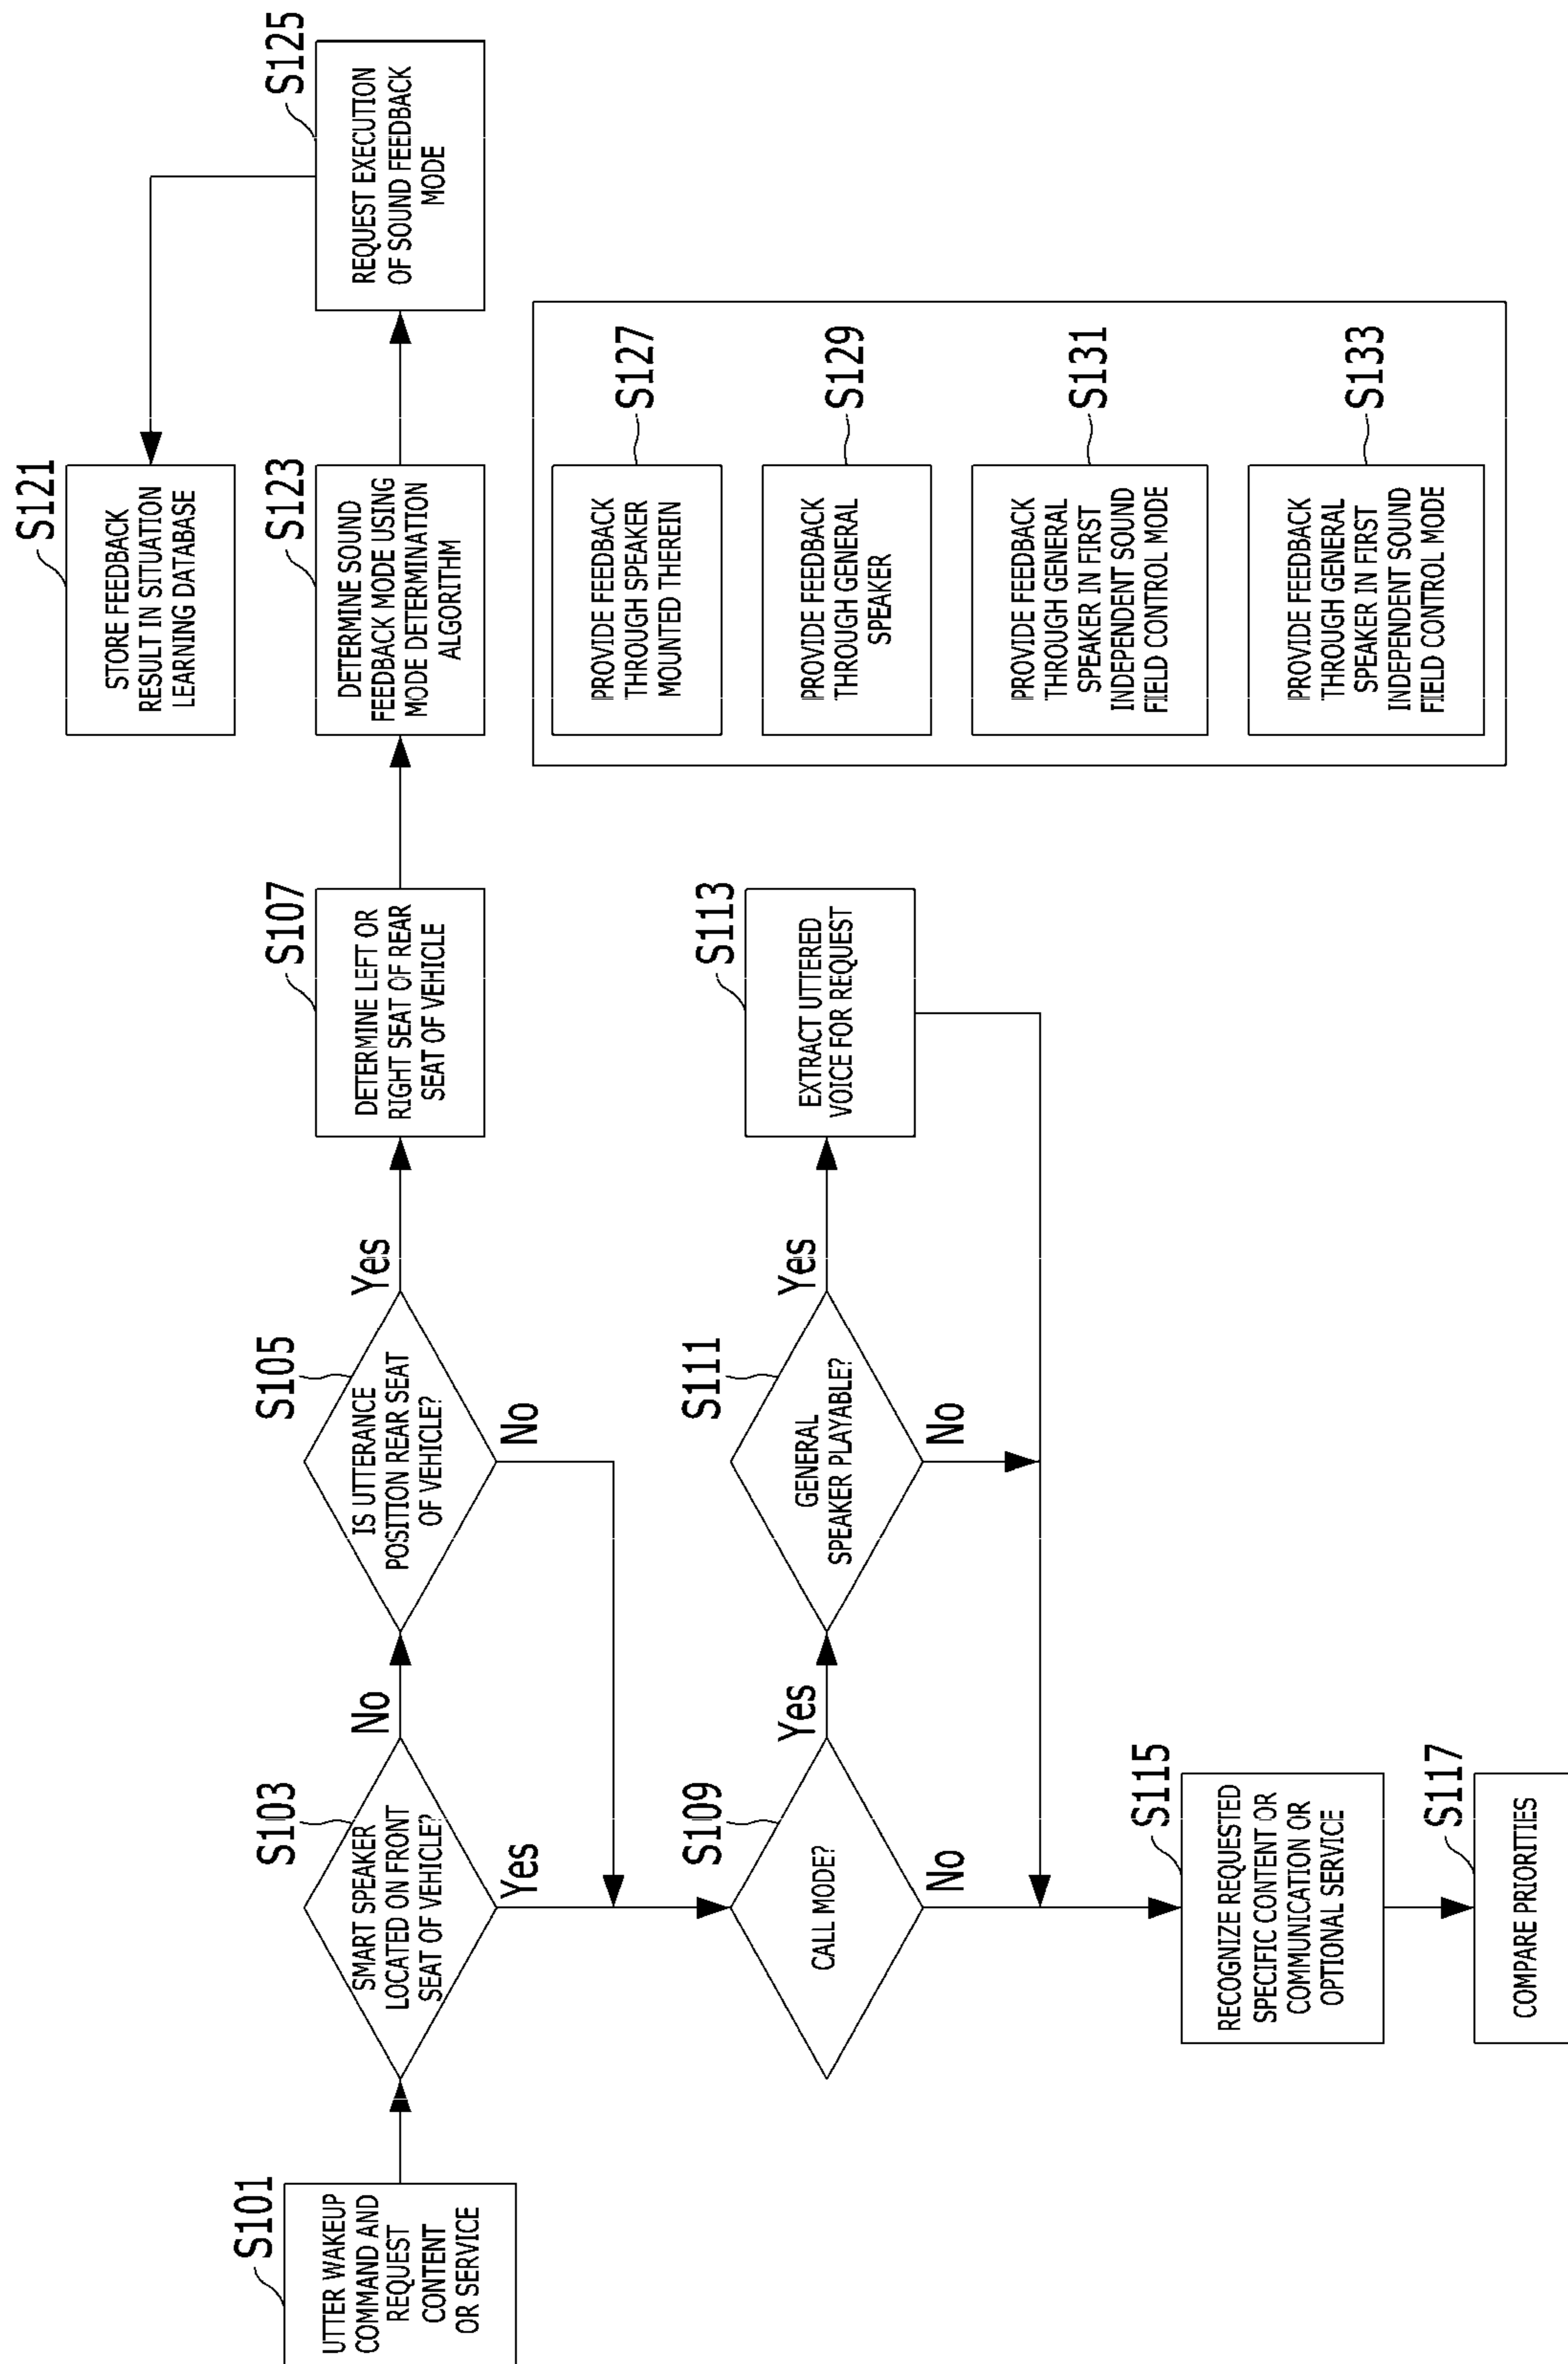 S101
UTTER WAKEUP
COMMAND AND
REQUEST
CONTENT
OR SERVICE
S103
SMART SPEAKER
LOCATED ON FRONT
SEAT OF VEHICLE?
No
Yes
S105
IS UTTERANCE
POSITION REAR SEAT
OF VEHICLE?
Yes
No
S107
DETERMINE LEFT OR
RIGHT SEAT OF REAR
SEAT OF VEHICLE
S121
STORE FEEDBACK
RESULT IN SITUATION
LEARNING DATABASE
S123
DETERMINE SOUND
FEEDBACK MODE USING
MODE DETERMINATION
ALGORITHM
S125
REQUEST EXECUTION
OF SOUND FEEDBACK
MODE
S109
CALL MODE?
Yes
No
S111
GENERAL
SPEAKER PLAYABLE?
Yes
No
S113
EXTRACT UTTERED
VOICE FOR REQUEST
S127
PROVIDE FEEDBACK
THROUGH SPEAKER
MOUNTED THEREIN
S129
PROVIDE FEEDBACK
THROUGH GENERAL
SPEAKER
S131
PROVIDE FEEDBACK
THROUGH GENERAL
SPEAKER IN FIRST
INDEPENDENT SOUND
FIELD CONTROL MODE
S133
PROVIDE FEEDBACK
THROUGH GENERAL
SPEAKER IN FIRST
INDEPENDENT SOUND
FIELD CONTROL MODE
S115
RECOGNIZE REQUESTED
SPECIFIC CONTENT OR
COMMUNICATION OR
OPTIONAL SERVICE
S117
COMPARE PRIORITIES